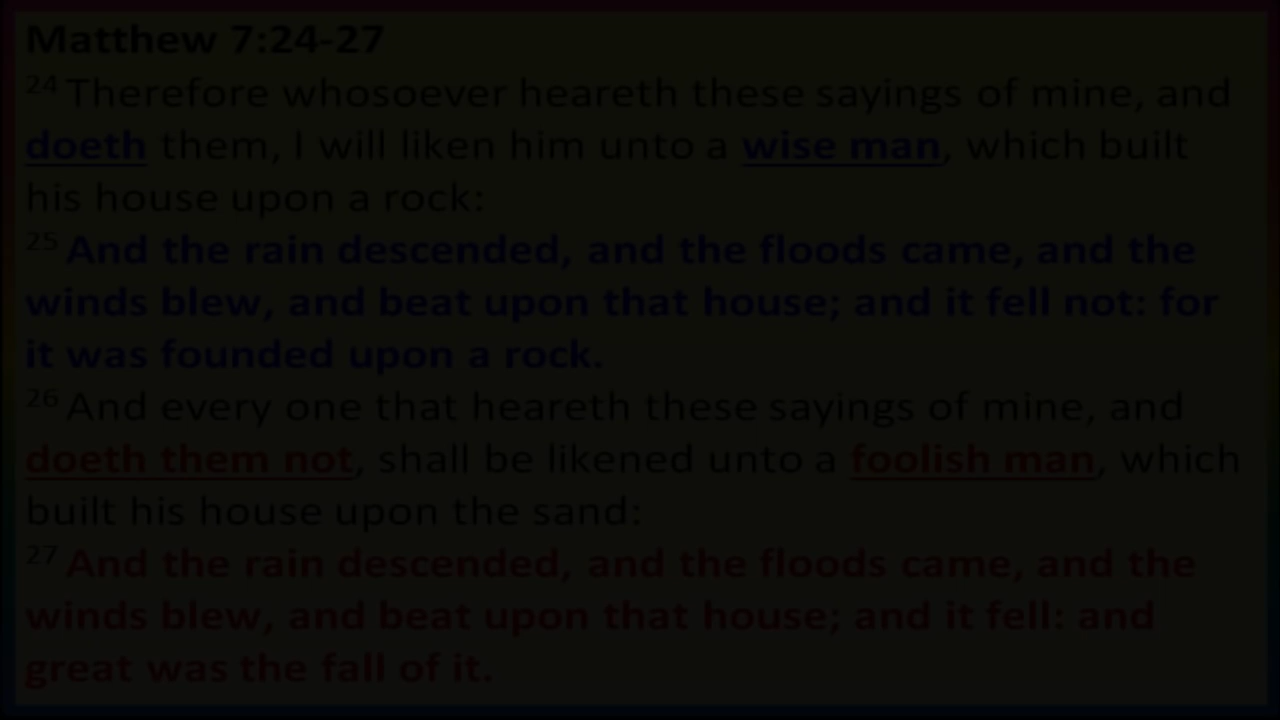 Matthew 7:24-27
24 Therefore whosoever heareth these sayings of mine, and
doeth them, I will liken him unto a wise man, which built
his house upon a rock:
25 And the rain descended, and the floods came, and the
winds blew, and beat upon that house; and it fell not: for
it was founded upon a rock.
26 And every one that heareth these sayings of mine, and
doeth them not, shall be likened unto a foolish man, which
built his house upon the sand:
27 And the rain descended, and the floods came, and the
winds blew, and beat upon that house; and it fell: and
great was the fall of it.